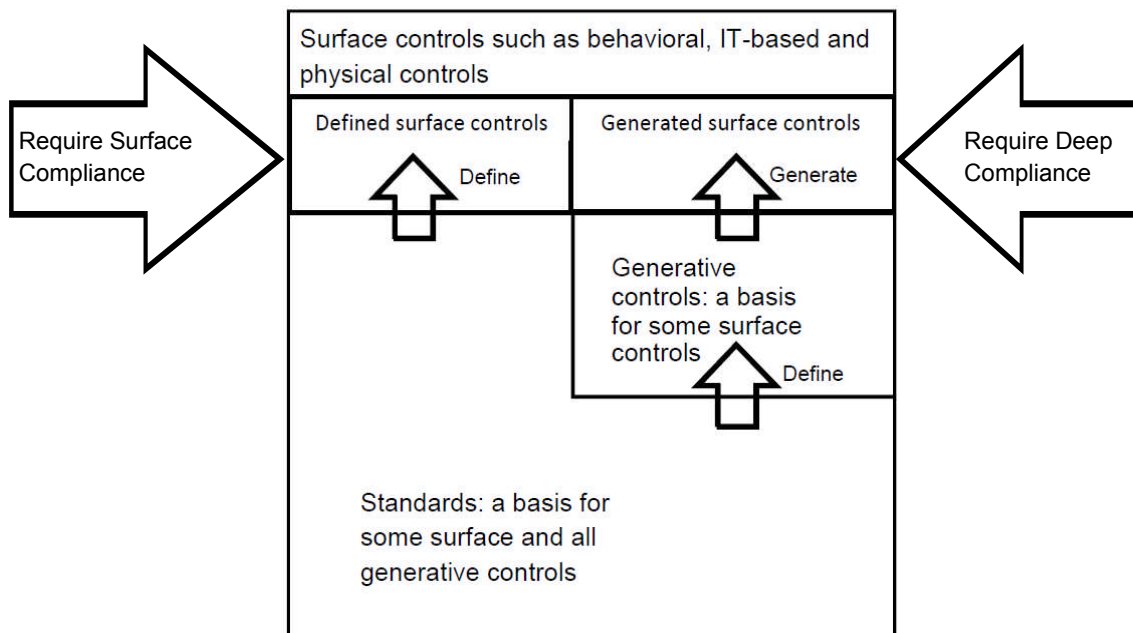 Surface controls such as behavioral, IT-based and
physical controls
Require Surface
Compliance
Defined surface controls
Define
Generated surface controls
Generate
Require Deep
Compliance
Generative
controls: a basis
for some surface
controls
Define
Standards: a basis for
some surface and all
generative controls